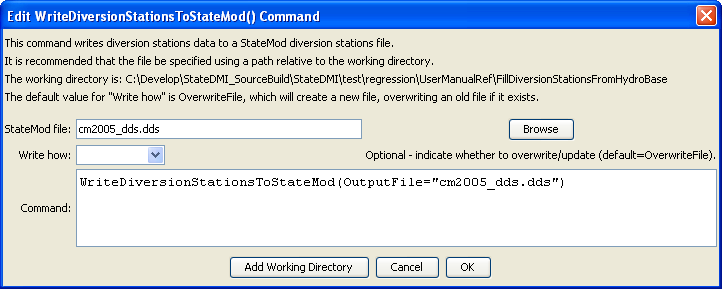 Edit WriteDiversionStationsToStateMod() Command
This command writes diversion stations data to a StateMod diversion stations file.
It is recommended that the file be specified using a path relative to the working directory.
The working directory is: C:\Develop\StateDMI_SourceBuild\StateDMI\test\regression\UserManualRef\FillDiversionStationsFromHydroBase
The default value for "Write how" is OverwriteFile, which will create a new file, overwriting an old file if it exists.
StateMod file: cm2005_dds.dds Browse
Write how: Optional - indicate whether to overwrite/update (default=OverwriteFile).
WriteDiversionStationsToStateMod(OutputFile="cm2005_dds.dds")
Command:
Add Working Directory Cancel OK